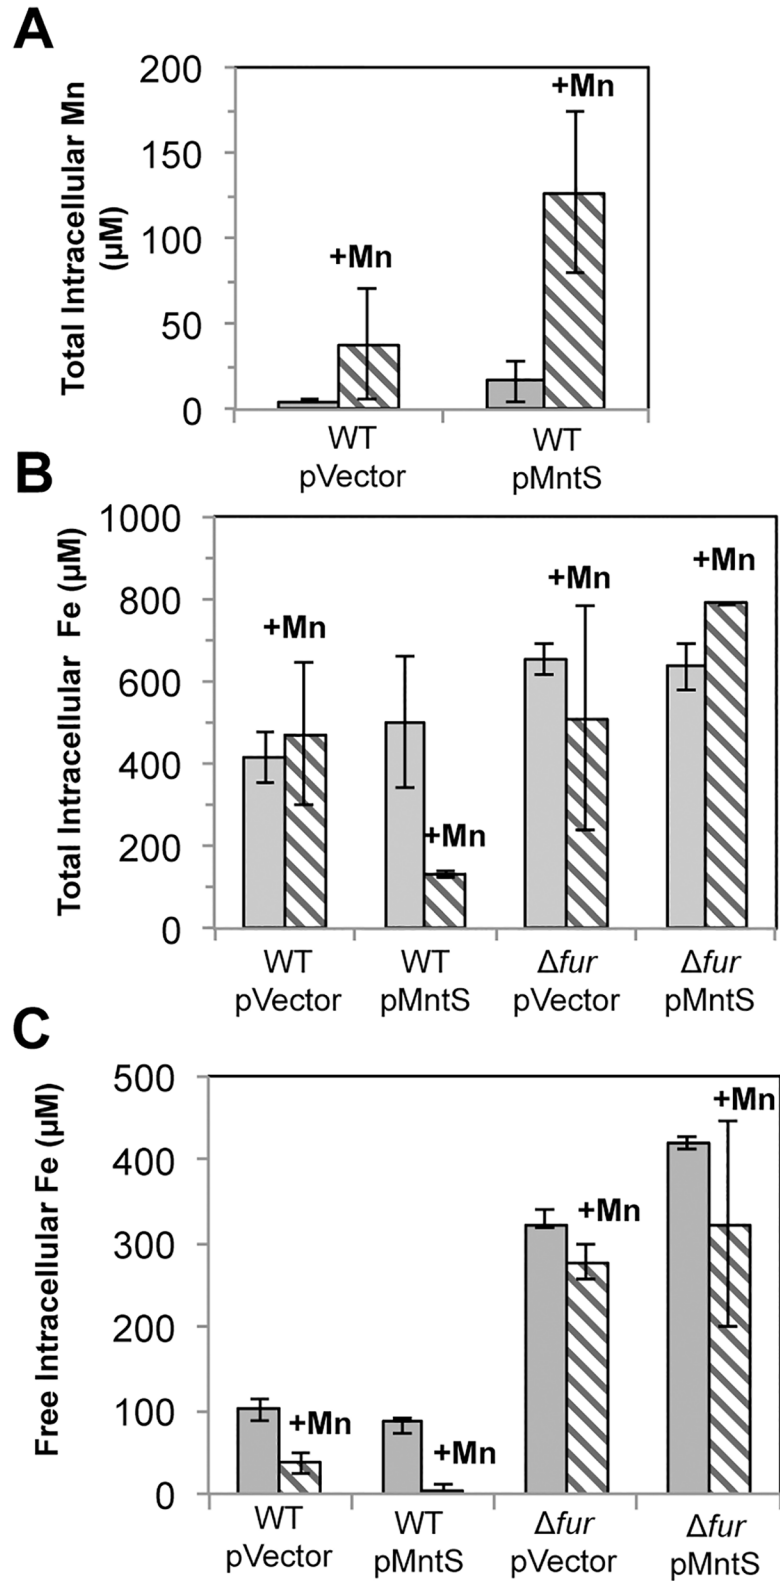 A
Total Intracellular Mn
(µM)
200
150
100
50
0
+Mn
+Mn
WT
pVector
WT
pMntS
B
Total Intracellular Fe (µM)
1000
800
600
400
200
0
+Mn
+Mn
+Mn
+Mn
WT
pVector
WT
pMntS
Δfur
pVector
Δfur
pMntS
C
Free Intracellular Fe (µM)
500
400
300
200
100
0
+Mn
+Mn
+Mn
+Mn
WT
pVector
WT
pMntS
Δfur
pVector
Δfur
pMntS